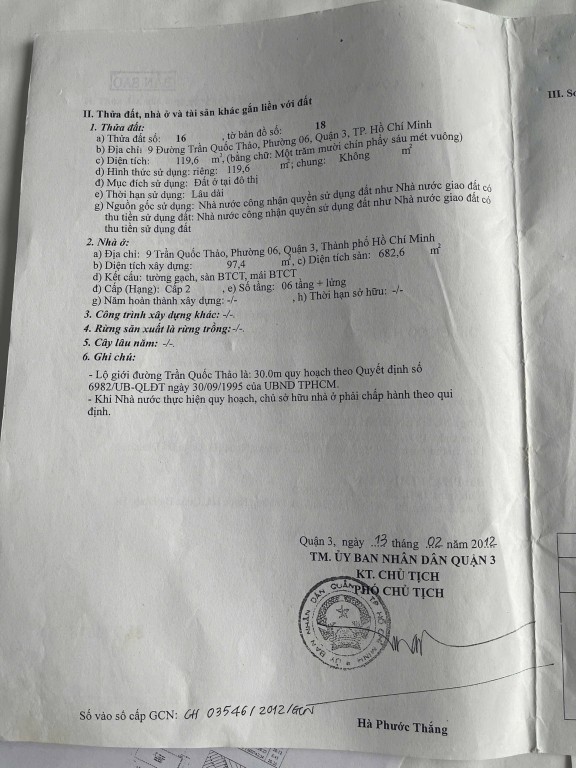 II. Thửa đất, nhà ở và tài sản khác gắn liền với đất
1. Thửa đất:
a) Thửa đất số: 16 , tờ bản đồ số: 18
b) Địa chỉ: 9 Đường Trần Quốc Thảo, Phường 06, Quận 3, TP. Hồ Chí Minh
c) Diện tích: 119,6 m², (bằng chữ: Một trăm mười chín phẩy sáu mét vuông)
d) Hình thức sử dụng: riêng: 119,6 m²; chung: Không m²
đ) Mục đích sử dụng: Đất ở tại đô thị
e) Thời hạn sử dụng: Lâu dài
g) Nguồn gốc sử dụng: Nhà nước công nhận quyền sử dụng đất như Nhà nước giao đất có
thu tiền sử dụng đất: Nhà nước công nhận quyền sử dụng đất như Nhà nước giao đất có
thu tiền sử dụng đất
2. Nhà ở:
a) Địa chỉ: 9 Trần Quốc Thảo, Phường 06, Quận 3, Thành phố Hồ Chí Minh
b) Diện tích xây dựng: 97,4 m², c) Diện tích sàn: 682,6 m²
d) Kết cấu: tường gạch, sàn BTCT, mái BTCT
đ) Cấp (Hạng): Cấp 2 , e) Số tầng: 06 tầng + lửng
g) Năm hoàn thành xây dựng: -/- , h) Thời hạn sở hữu: -/-
3. Công trình xây dựng khác: -/-.
4. Rừng sản xuất là rừng trồng: -/-.
5. Cây lâu năm: -/-.
6. Ghi chú:
- Lộ giới đường Trần Quốc Thảo là: 30.0m quy hoạch theo Quyết định số
6982/UB-QLĐT ngày 30/09/1995 của UBND TPHCM.
- Khi Nhà nước thực hiện quy hoạch, chủ sở hữu nhà ở phải chấp hành theo qui
định.
Quận 3, ngày 13 tháng 02 năm 2012
TM. ỦY BAN NHÂN DÂN QUẬN 3
KT. CHỦ TỊCH
PHÓ CHỦ TỊCH
ỦY BAN NHÂN DÂN QUẬN 3 TP HỒ CHÍ MINH
Số vào sổ cấp GCN: CH 03546/2012/GCN
Hà Phước Thắng
III. Sơ